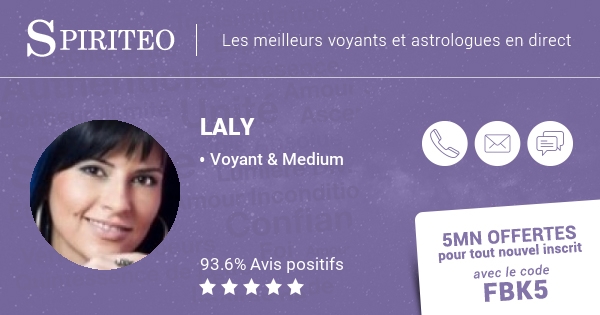 SPIRITEO
Les meilleurs voyants et astrologues en direct
LALY
• Voyant & Medium
93.6% Avis positifs
5MN OFFERTES
pour tout nouvel inscrit
avec le code
FBK5